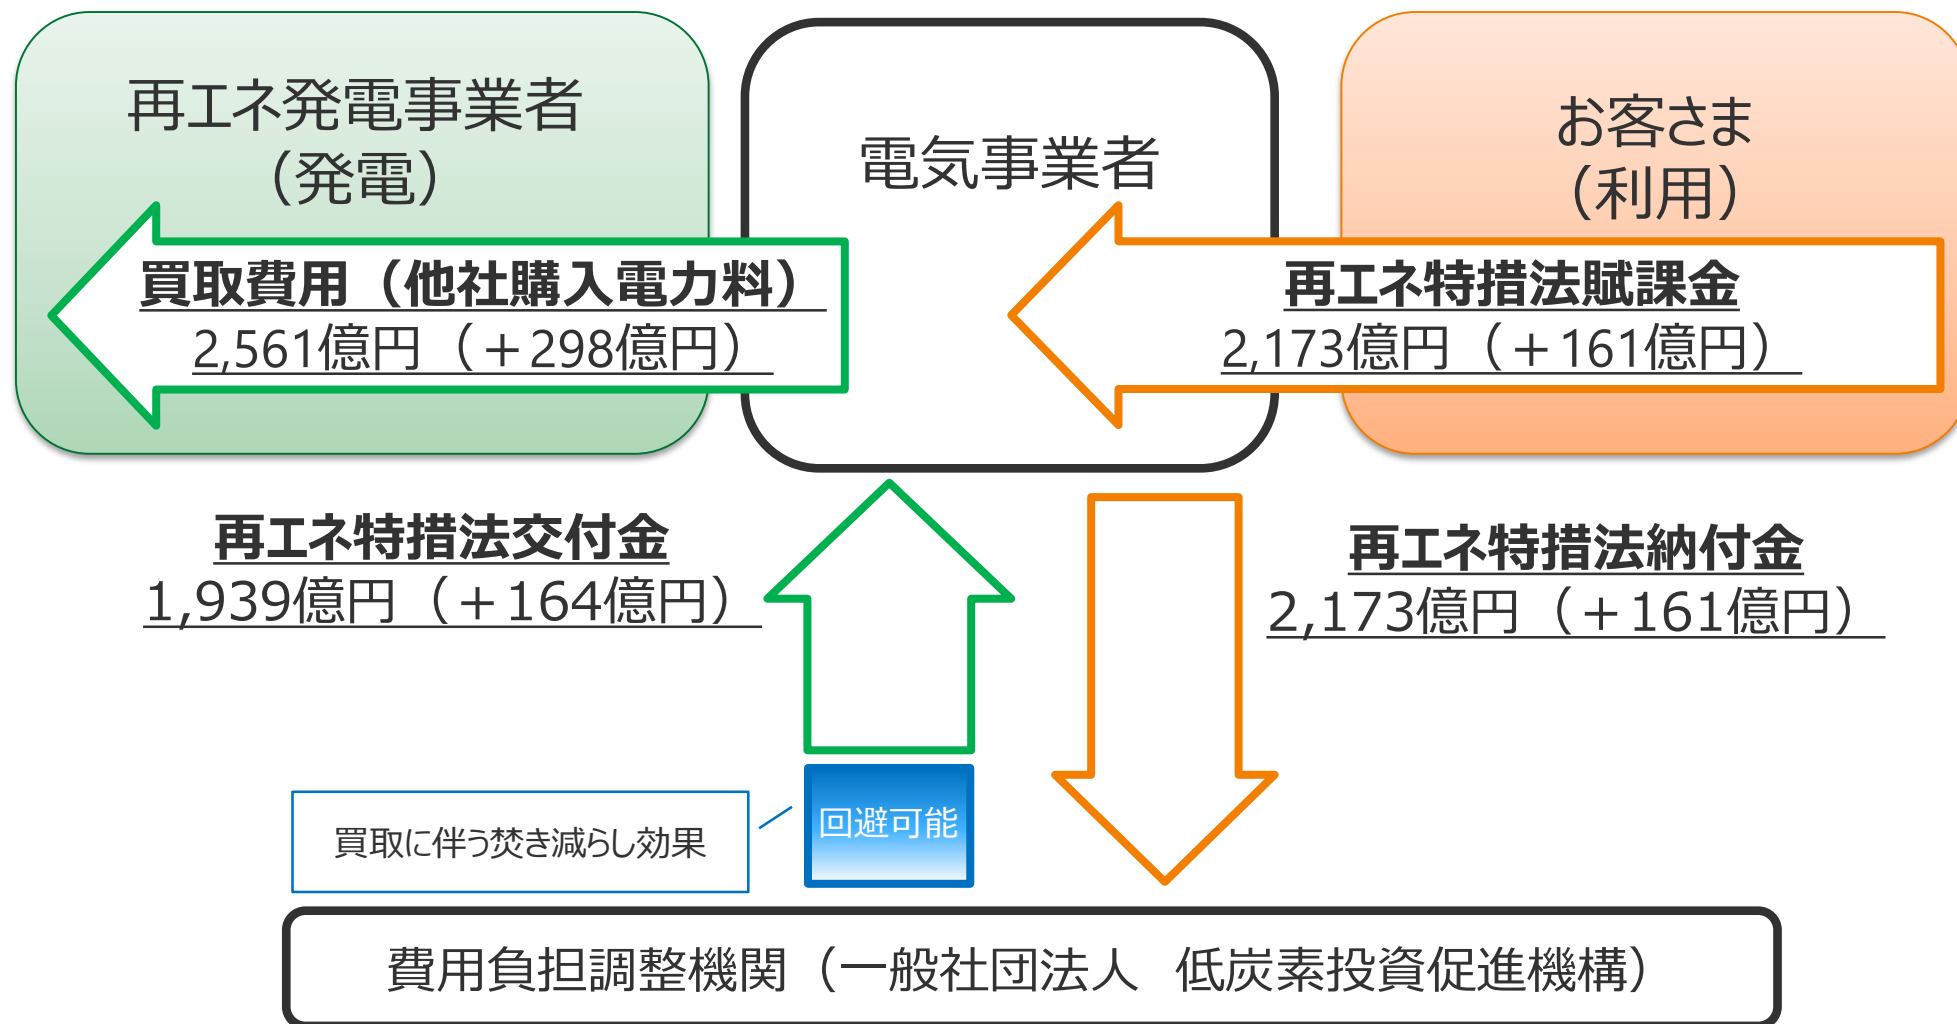 再エネ発電事業者
（発電）
電気事業者
お客さま
（利用）
買取費用（他社購入電力料）
2,561億円（＋298億円）
再エネ特措法賦課金
2,173億円（＋161億円）
再エネ特措法交付金
1,939億円（＋164億円）
再エネ特措法納付金
2,173億円（＋161億円）
回避可能
買取に伴う焚き減らし効果
費用負担調整機関（一般社団法人　低炭素投資促進機構）